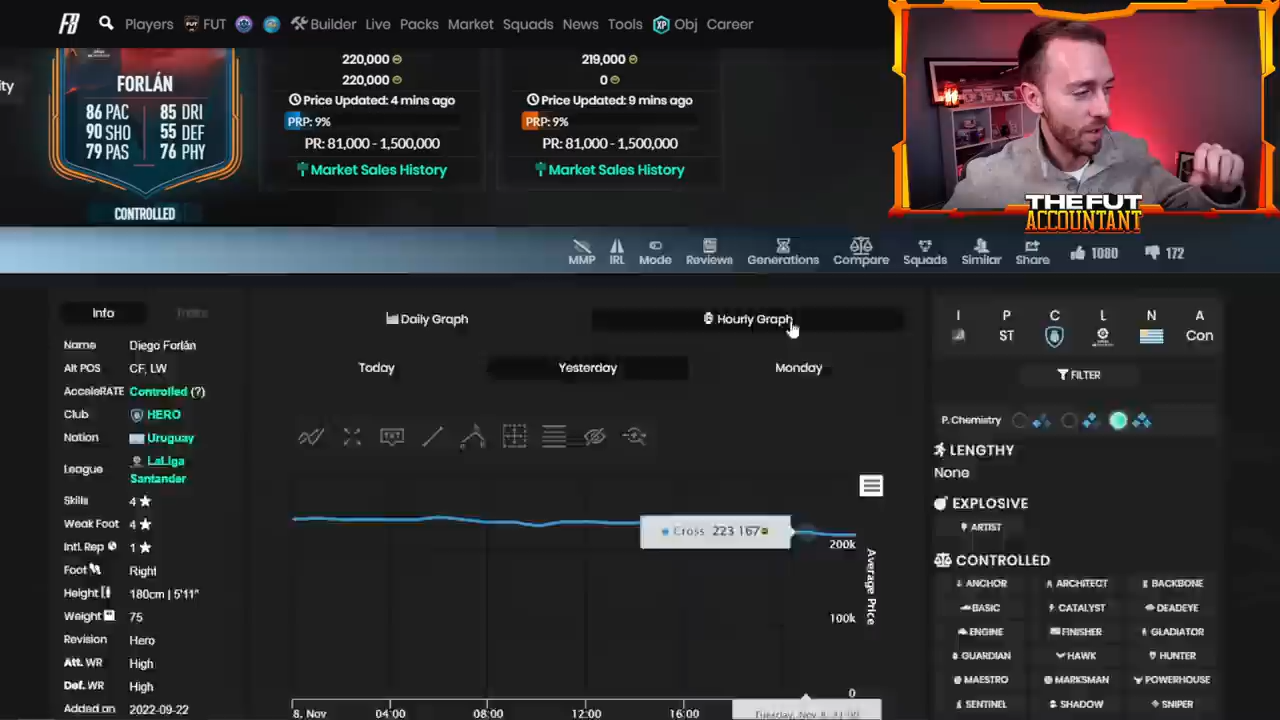 FB Players FUT Builder Live Packs Market Squads News Tools XP Obj Career
ity
FORLÁN
86 PAC 85 DRI
90 SHO 55 DEF
79 PAS 76 PHY
CONTROLLED
220,000
220,000
Price Updated: 4 mins ago
PRP: 9%
PR: 81,000 - 1,500,000
Market Sales History
219,000
0
Price Updated: 9 mins ago
PRP: 9%
PR: 81,000 - 1,500,000
Market Sales History
THE FUT
ACCOUNTANT
MMP IRL Mode Reviews Generations Compare Squads Similar Share 1080 172
Info
Name Diego Forlán
Alt POS CF, LW
AcceleRATE Controlled (?)
Club HERO
Nation Uruguay
League LaLiga
Santander
Skills 4
Weak Foot 4
Intl. Rep 1
Foot Right
Height 180cm | 5'11"
Weight 75
Revision Hero
Att. WR High
Def. WR High
Added on 2022-09-22
Daily Graph Hourly Graph
Today Yesterday Monday
TXT
Cross 223 167
200k
100k
0
Average Price
8. Nov 04:00 08:00 12:00 16:00
I P C L N A
ST Con
FILTER
P. Chemistry
LENGTHY
None
EXPLOSIVE
ARTIST
CONTROLLED
ANCHOR ARCHITECT BACKBONE
BASIC CATALYST DEADEYE
ENGINE FINISHER GLADIATOR
GUARDIAN HAWK HUNTER
MAESTRO MARKSMAN POWERHOUSE
SENTINEL SHADOW SNIPER